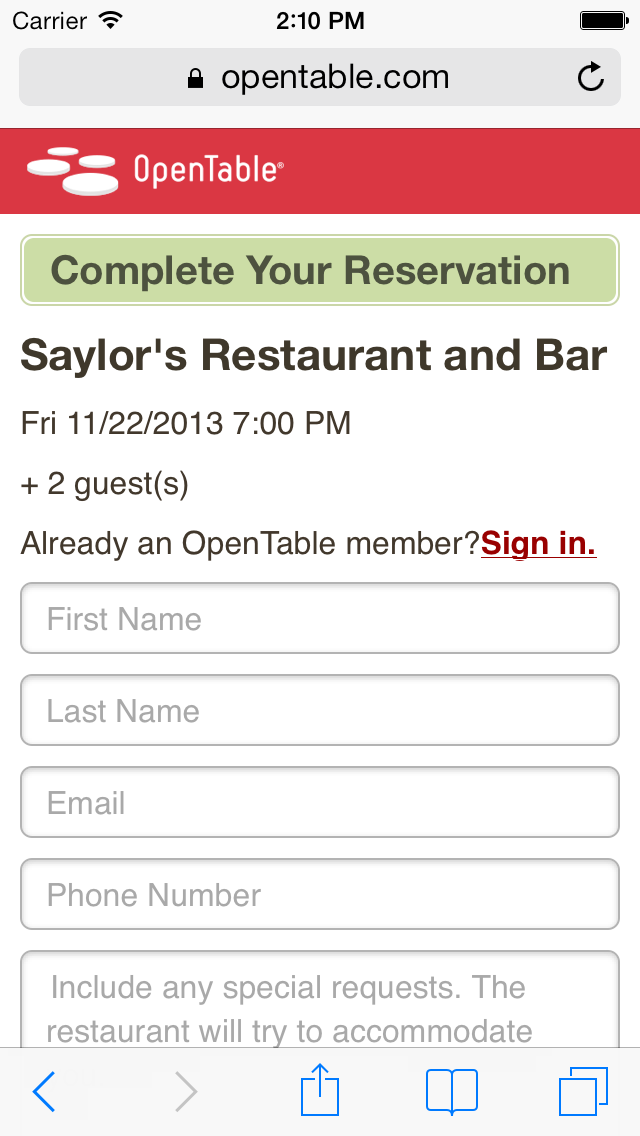 Carrier 2:10 PM
opentable.com
OpenTable®
Complete Your Reservation
Saylor's Restaurant and Bar
Fri 11/22/2013 7:00 PM
+ 2 guest(s)
Already an OpenTable member?Sign in.
First Name
Last Name
Email
Phone Number
Include any special requests. The
restaurant will try to accommodate